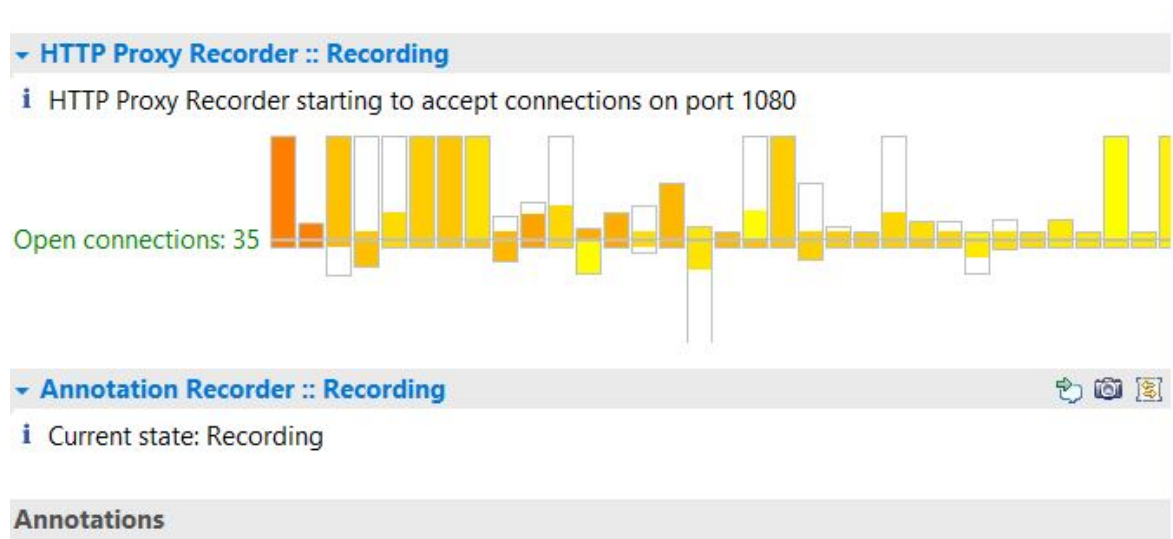 HTTP Proxy Recorder :: Recording
i HTTP Proxy Recorder starting to accept connections on port 1080
Open connections: 35
Annotation Recorder :: Recording
i Current state: Recording
Annotations